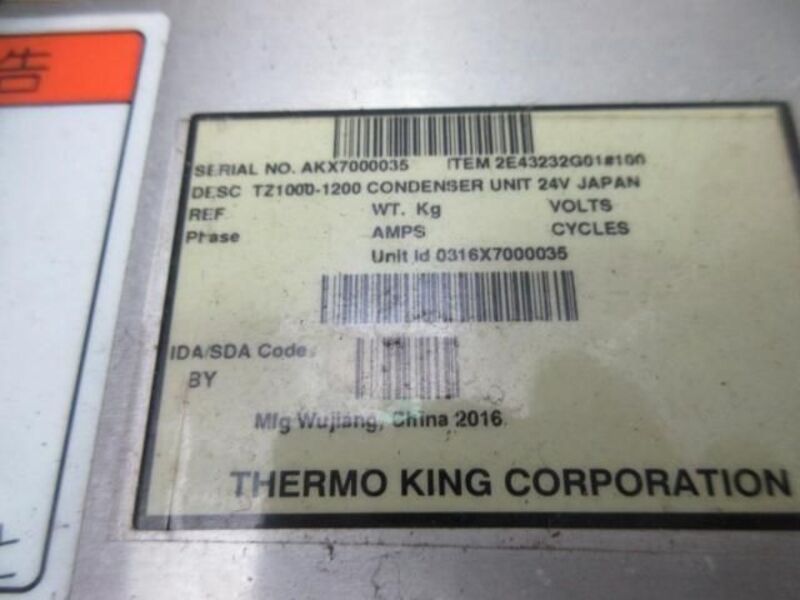 告
SERIAL NO. AKX7000035 ITEM 2E43232G01#100
DESC TZ1000-1200 CONDENSER UNIT 24V JAPAN
REF WT. Kg VOLTS
Phase AMPS CYCLES
Unit Id 0316X7000035
IDA/SDA Code:
BY
Mfg Wujiang, China 2016
THERMO KING CORPORATION